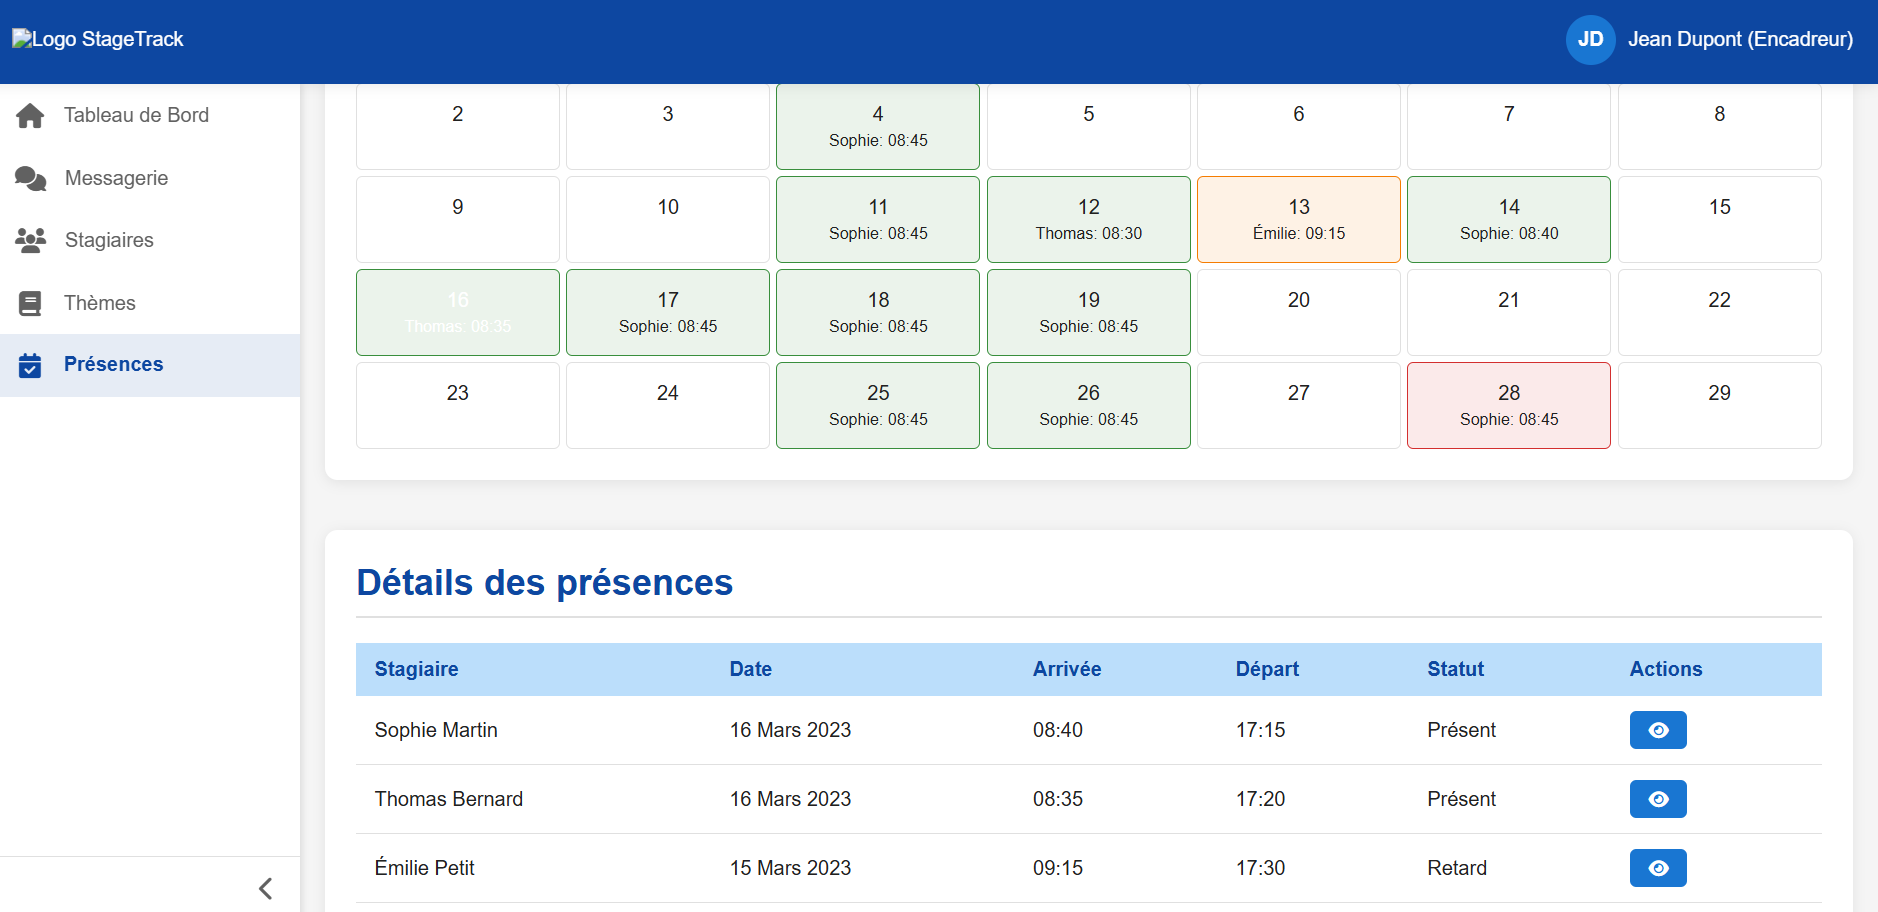 Logo StageTrack
JD Jean Dupont (Encadreur)
Tableau de Bord
Messagerie
Stagiaires
Thèmes
Présences
2 3 4 5 6 7 8
Sophie: 08:45
9 10 11 12 13 14 15
Sophie: 08:45 Thomas: 08:30 Émilie: 09:15 Sophie: 08:40
16 17 18 19 20 21 22
Thomas: 08:35 Sophie: 08:45 Sophie: 08:45 Sophie: 08:45
23 24 25 26 27 28 29
Sophie: 08:45 Sophie: 08:45 Sophie: 08:45
Détails des présences
Stagiaire Date Arrivée Départ Statut Actions
Sophie Martin 16 Mars 2023 08:40 17:15 Présent
Thomas Bernard 16 Mars 2023 08:35 17:20 Présent
Émilie Petit 15 Mars 2023 09:15 17:30 Retard